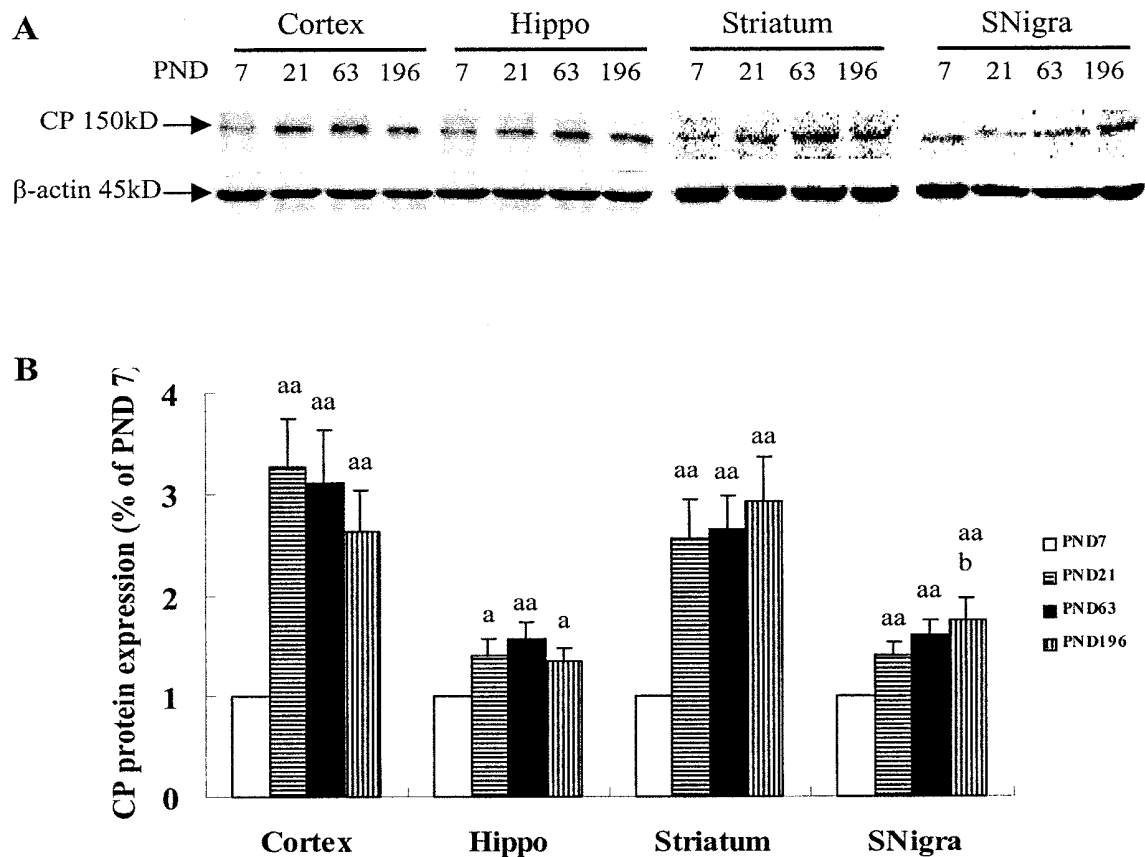 A
Cortex Hippo Striatum SNigra
PND 7 21 63 196 7 21 63 196 7 21 63 196 7 21 63 196
CP 150kD
β-actin 45kD
B
CP protein expression (% of PND 7)
4
3
2
1
0
aa aa aa
a aa a
aa aa aa
aa aa aa
b
PND7
PND21
PND63
PND196
Cortex Hippo Striatum SNigra